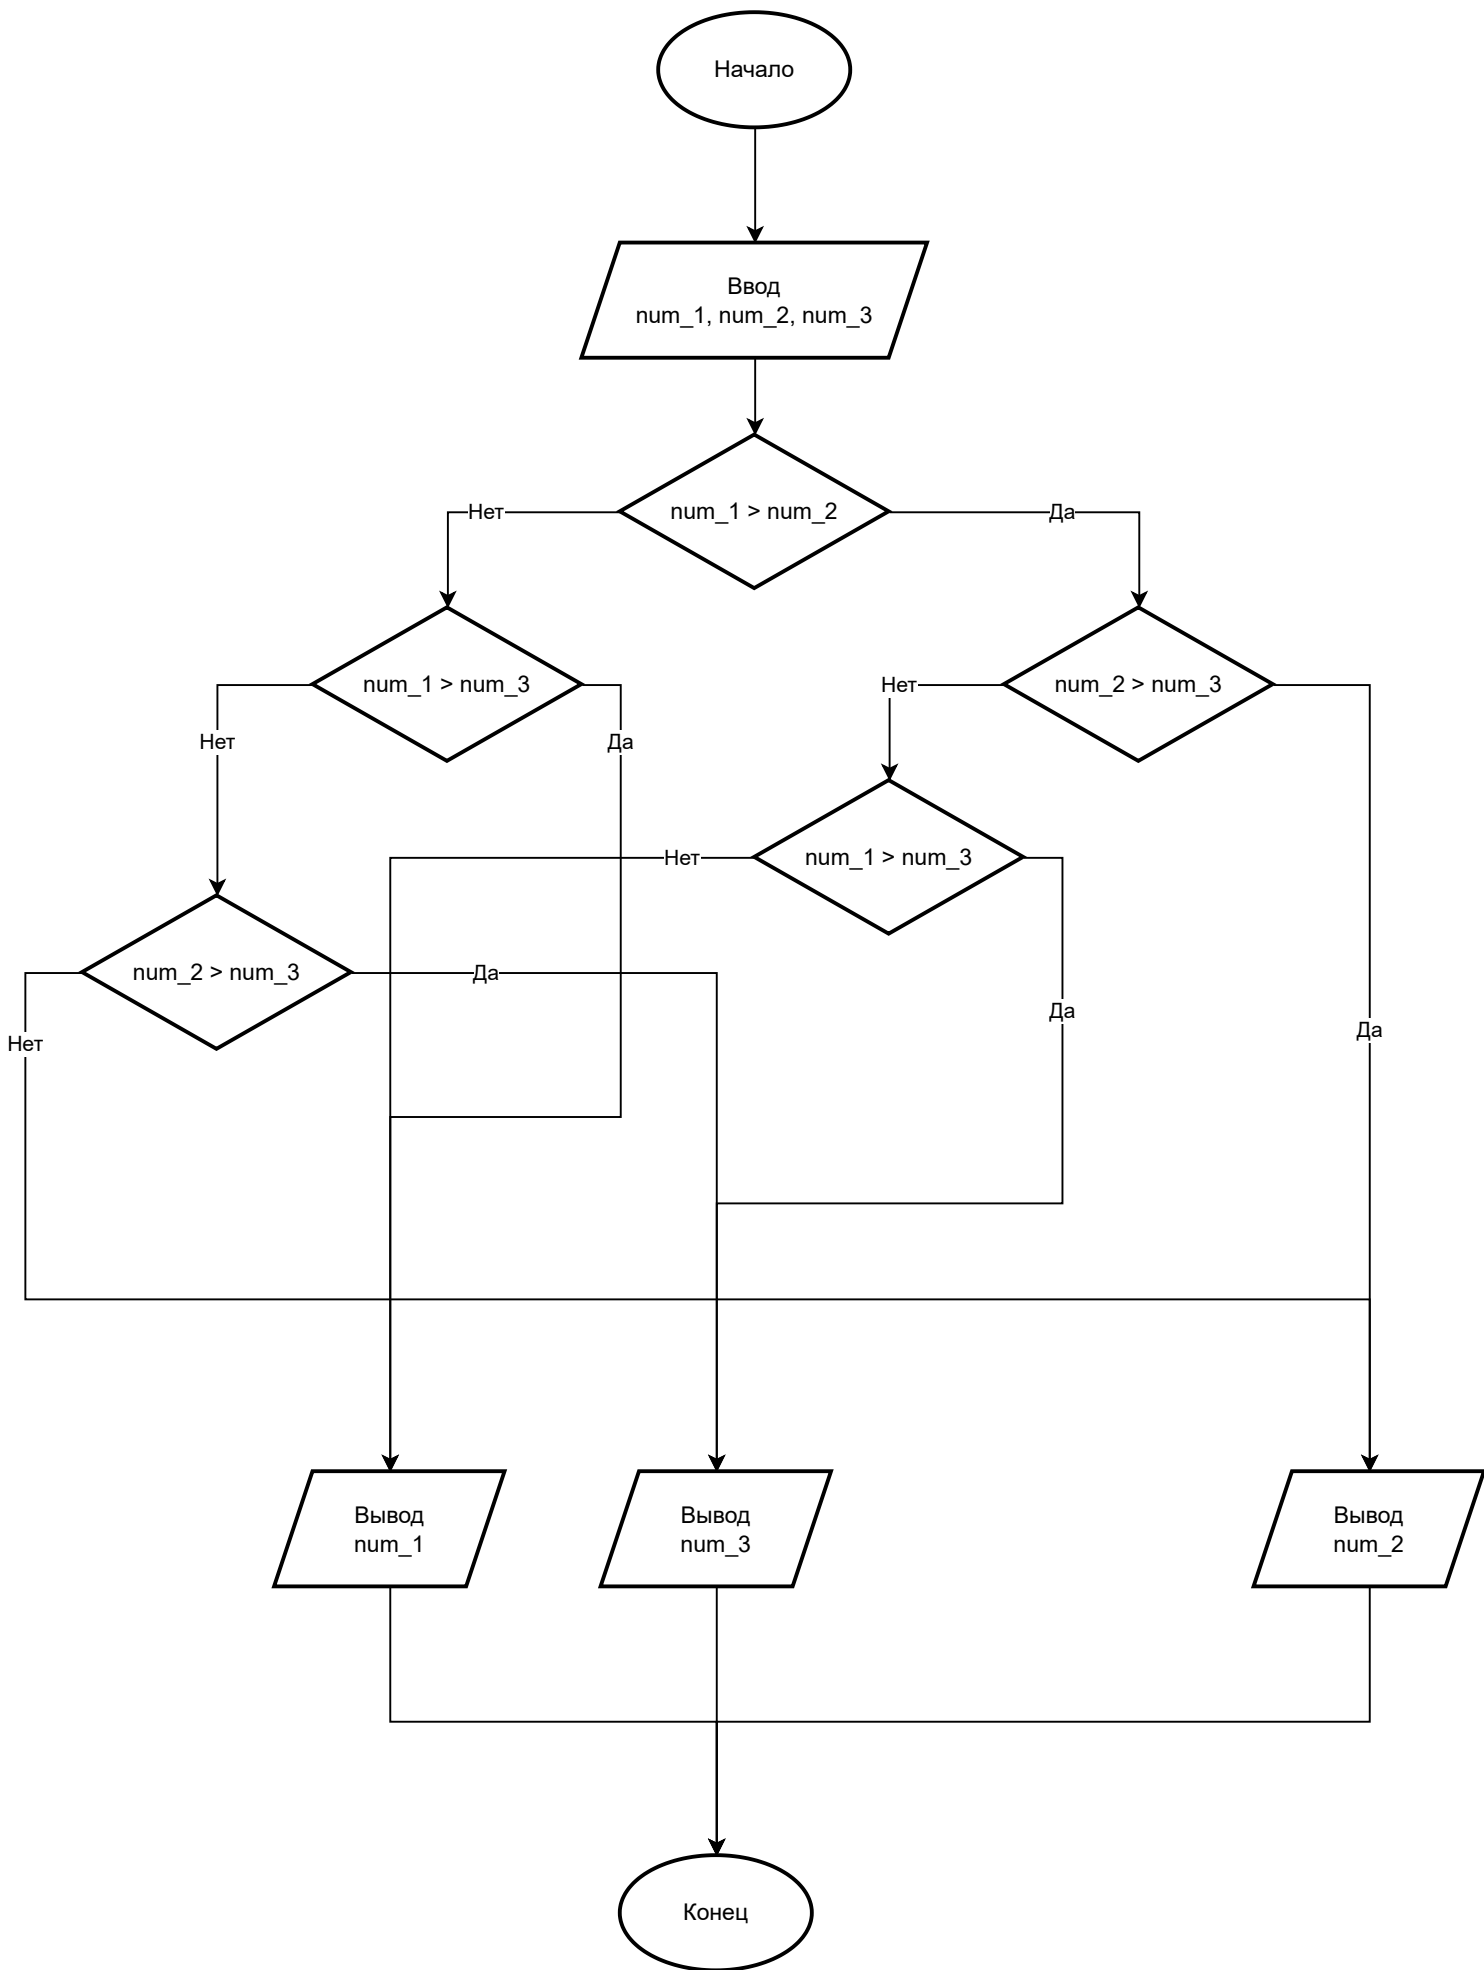 Начало
Ввод
num_1, num_2, num_3
num_1 > num_2
Нет
Да
num_1 > num_3
num_2 > num_3
Нет
Нет
Да
num_1 > num_3
Нет
num_2 > num_3
Да
Да
Нет
Да
Вывод
num_1
Вывод
num_3
Вывод
num_2
Конец